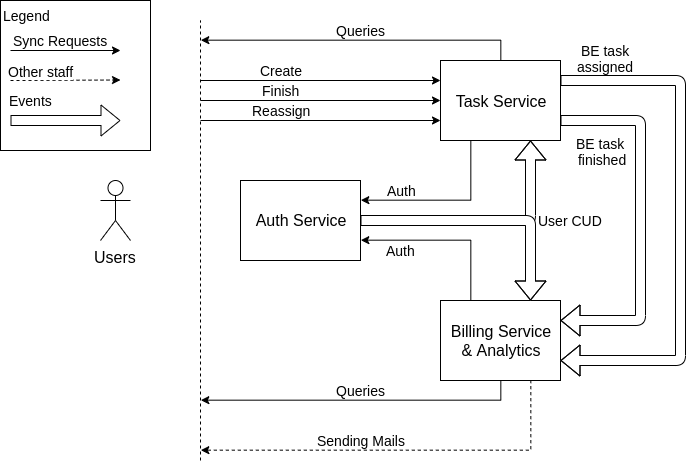 Legend
Sync Requests
Other staff
Events
Users
Queries
Create
Finish
Reassign
Task Service
BE task
assigned
BE task
finished
Auth
Auth Service
User CUD
Auth
Billing Service
& Analytics
Queries
Sending Mails